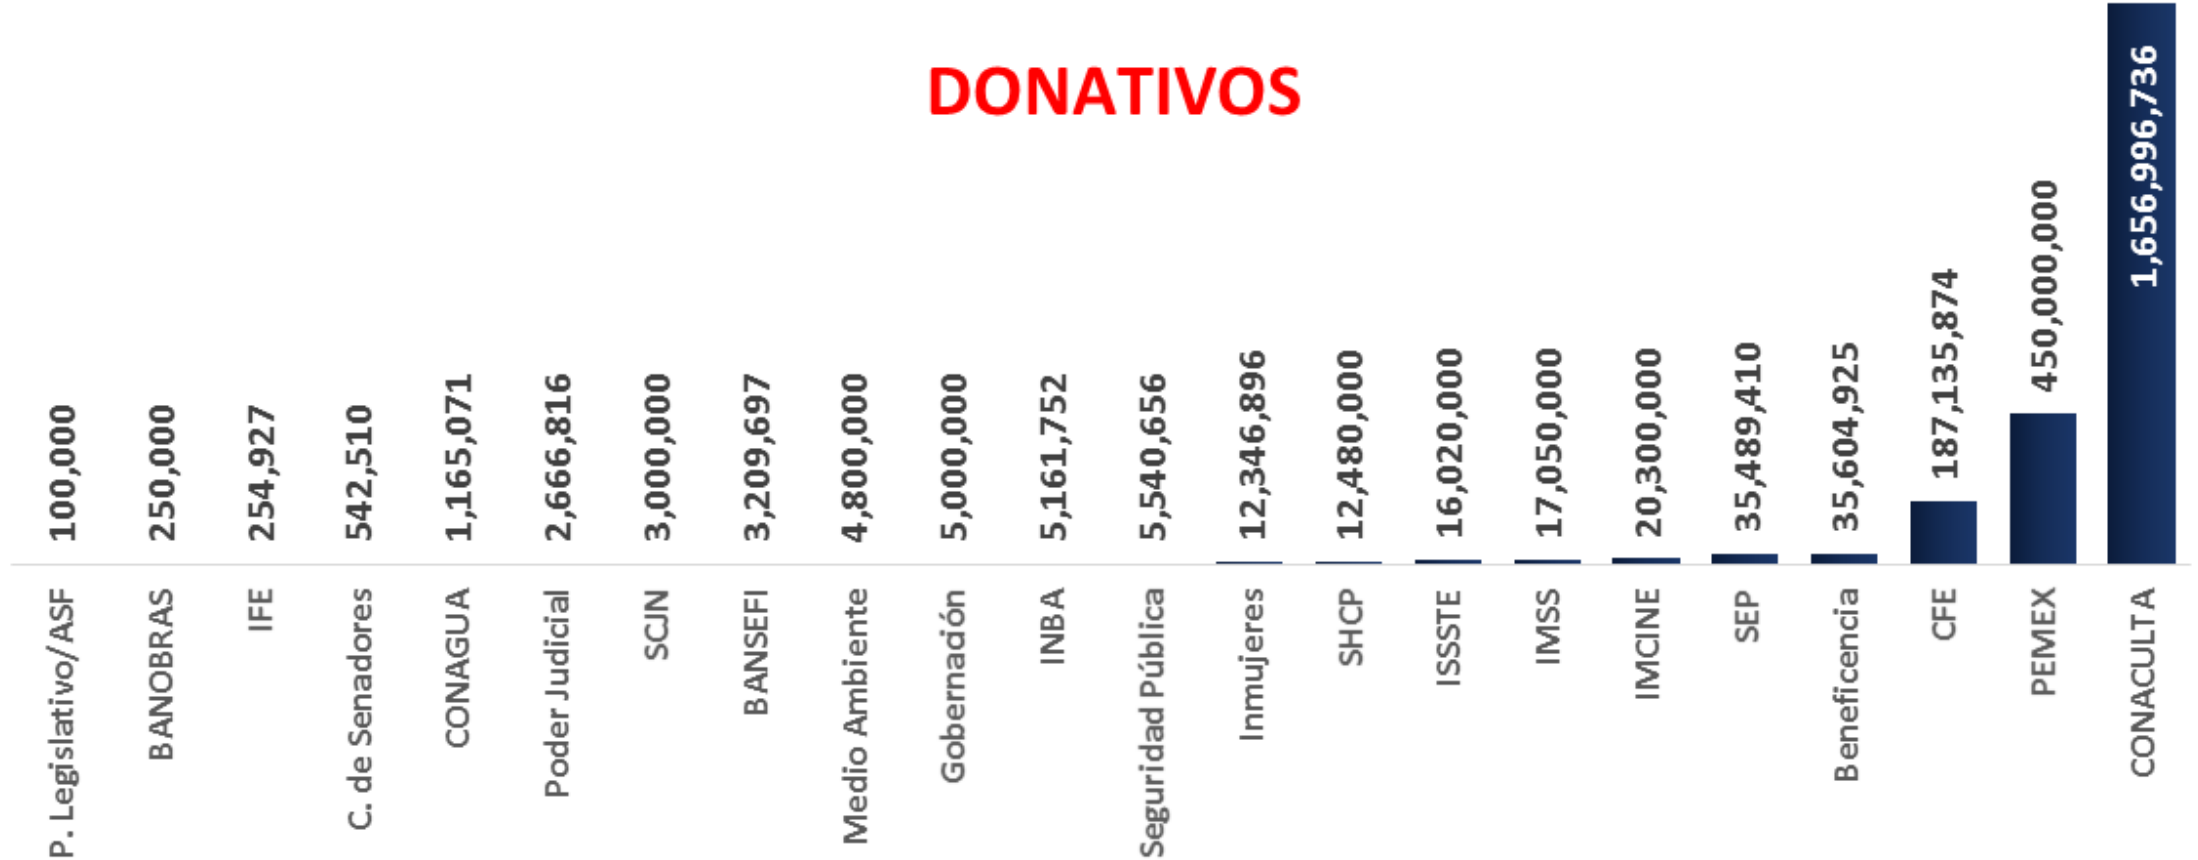 DONATIVOS
100,000
250,000
254,927
542,510
1,165,071
2,666,816
3,000,000
3,209,697
4,800,000
5,000,000
5,161,752
5,540,656
12,346,896
12,480,000
16,020,000
17,050,000
20,300,000
35,489,410
35,604,925
187,135,874
450,000,000
1,656,996,736
P. Legislativo/ASF
BANOBRAS
IFE
C. de Senadores
CONAGUA
Poder Judicial
SCJN
BANSEFI
Medio Ambiente
Gobernación
INBA
Seguridad Pública
Inmujeres
SHCP
ISSSTE
IMSS
IMCINE
SEP
Beneficencia
CFE
PEMEX
CONACULTA